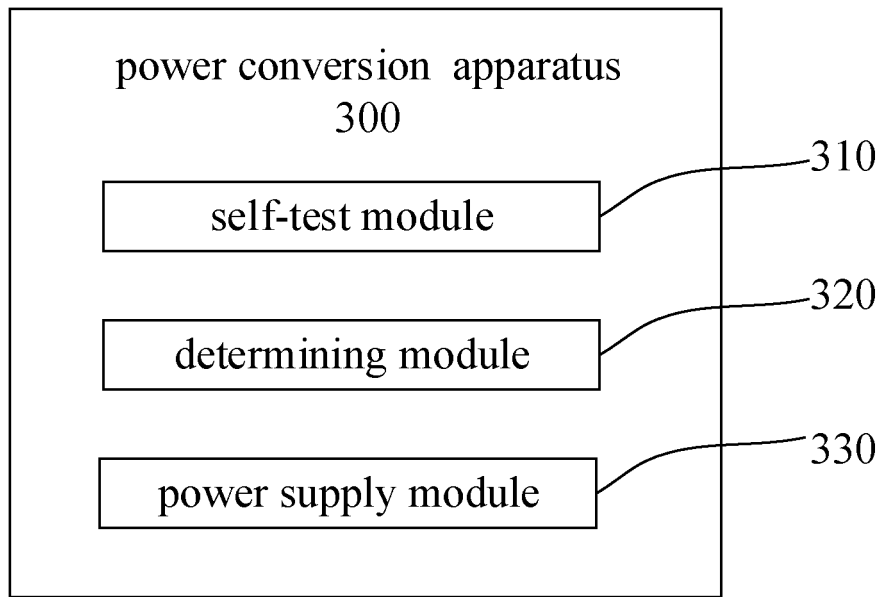 power conversion apparatus
300
310
self-test module
320
determining module
330
power supply module